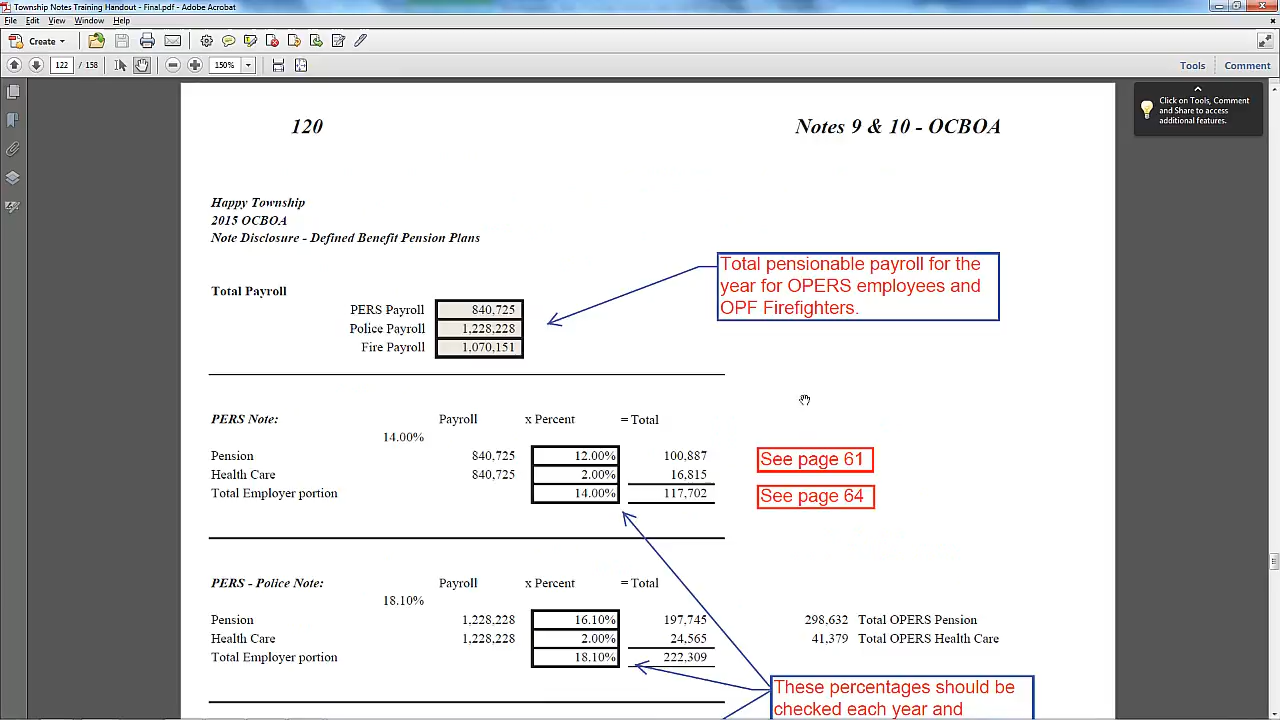 Township Notes Training Handout - Final.pdf - Adobe Acrobat
File Edit View Window Help
Create
122 / 158 150% Tools Comment
Click on Tools, Comment
and Share to access
additional features.
120 Notes 9 & 10 - OCBOA
Happy Township
2015 OCBOA
Note Disclosure - Defined Benefit Pension Plans
Total pensionable payroll for the
year for OPERS employees and
OPF Firefighters.
Total Payroll
PERS Payroll 840,725
Police Payroll 1,228,228
Fire Payroll 1,070,151
PERS Note: Payroll x Percent = Total
14.00%
Pension 840,725 12.00% 100,887 See page 61
Health Care 840,725 2.00% 16,815
Total Employer portion 14.00% 117,702 See page 64
PERS - Police Note: Payroll x Percent = Total
18.10%
Pension 1,228,228 16.10% 197,745 298,632 Total OPERS Pension
Health Care 1,228,228 2.00% 24,565 41,379 Total OPERS Health Care
Total Employer portion 18.10% 222,309
These percentages should be
checked each year and